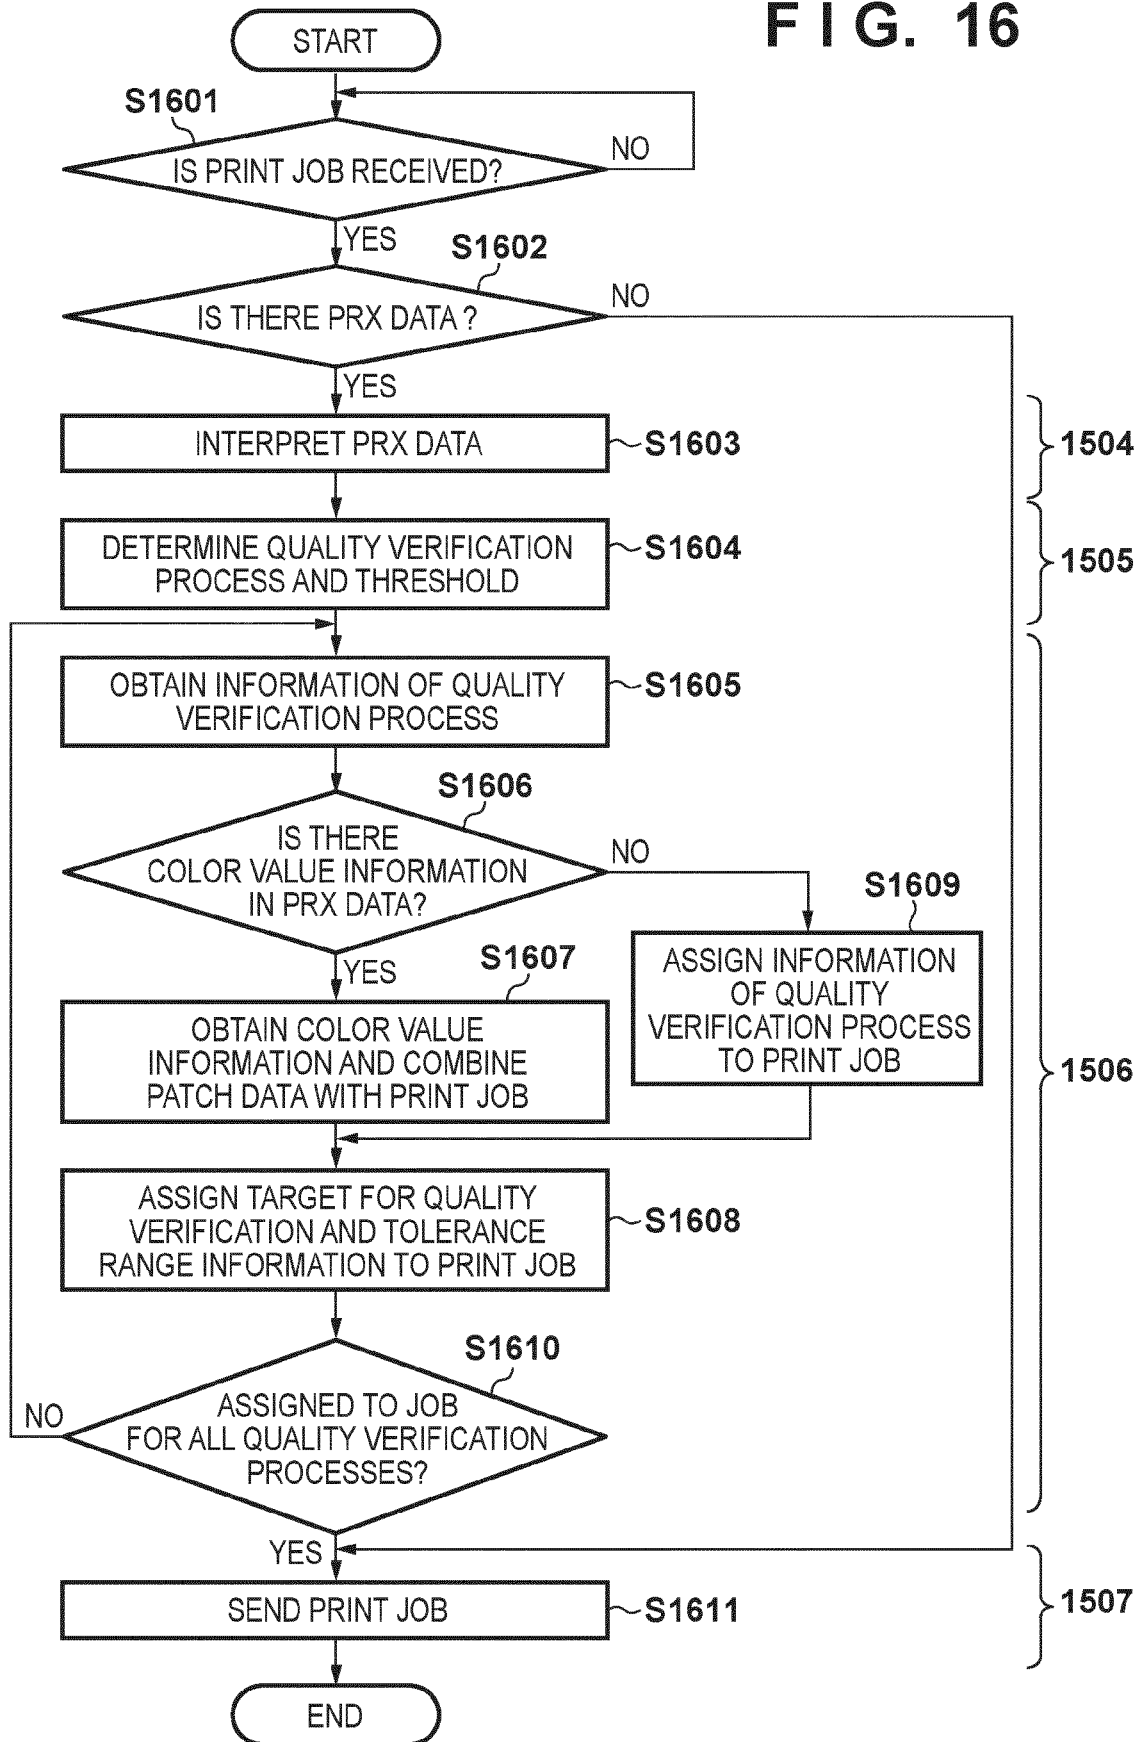 FIG. 16
START
S1601
IS PRINT JOB RECEIVED?
NO
YES
S1602
IS THERE PRX DATA?
NO
YES
INTERPRET PRX DATA
S1603
1504
DETERMINE QUALITY VERIFICATION
PROCESS AND THRESHOLD
S1604
1505
OBTAIN INFORMATION OF QUALITY
VERIFICATION PROCESS
S1605
S1606
IS THERE
COLOR VALUE INFORMATION
IN PRX DATA?
NO
YES
S1609
ASSIGN INFORMATION
OF QUALITY
VERIFICATION PROCESS
TO PRINT JOB
S1607
OBTAIN COLOR VALUE
INFORMATION AND COMBINE
PATCH DATA WITH PRINT JOB
1506
ASSIGN TARGET FOR QUALITY
VERIFICATION AND TOLERANCE
RANGE INFORMATION TO PRINT JOB
S1608
S1610
ASSIGNED TO JOB
FOR ALL QUALITY VERIFICATION
PROCESSES?
NO
YES
SEND PRINT JOB
S1611
1507
END